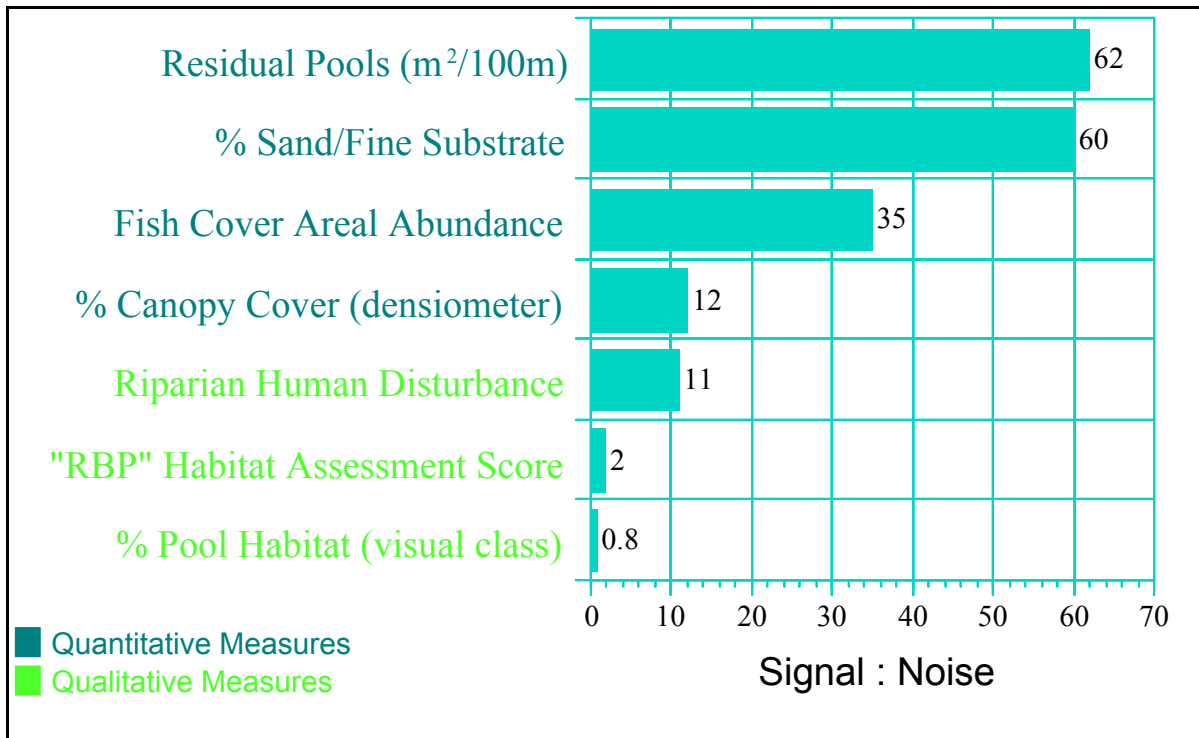 Residual Pools (m²/100m)
62
% Sand/Fine Substrate
60
Fish Cover Areal Abundance
35
% Canopy Cover (densiometer)
12
Riparian Human Disturbance
11
"RBP" Habitat Assessment Score
2
% Pool Habitat (visual class)
0.8
0 10 20 30 40 50 60 70
Signal : Noise
Quantitative Measures
Qualitative Measures